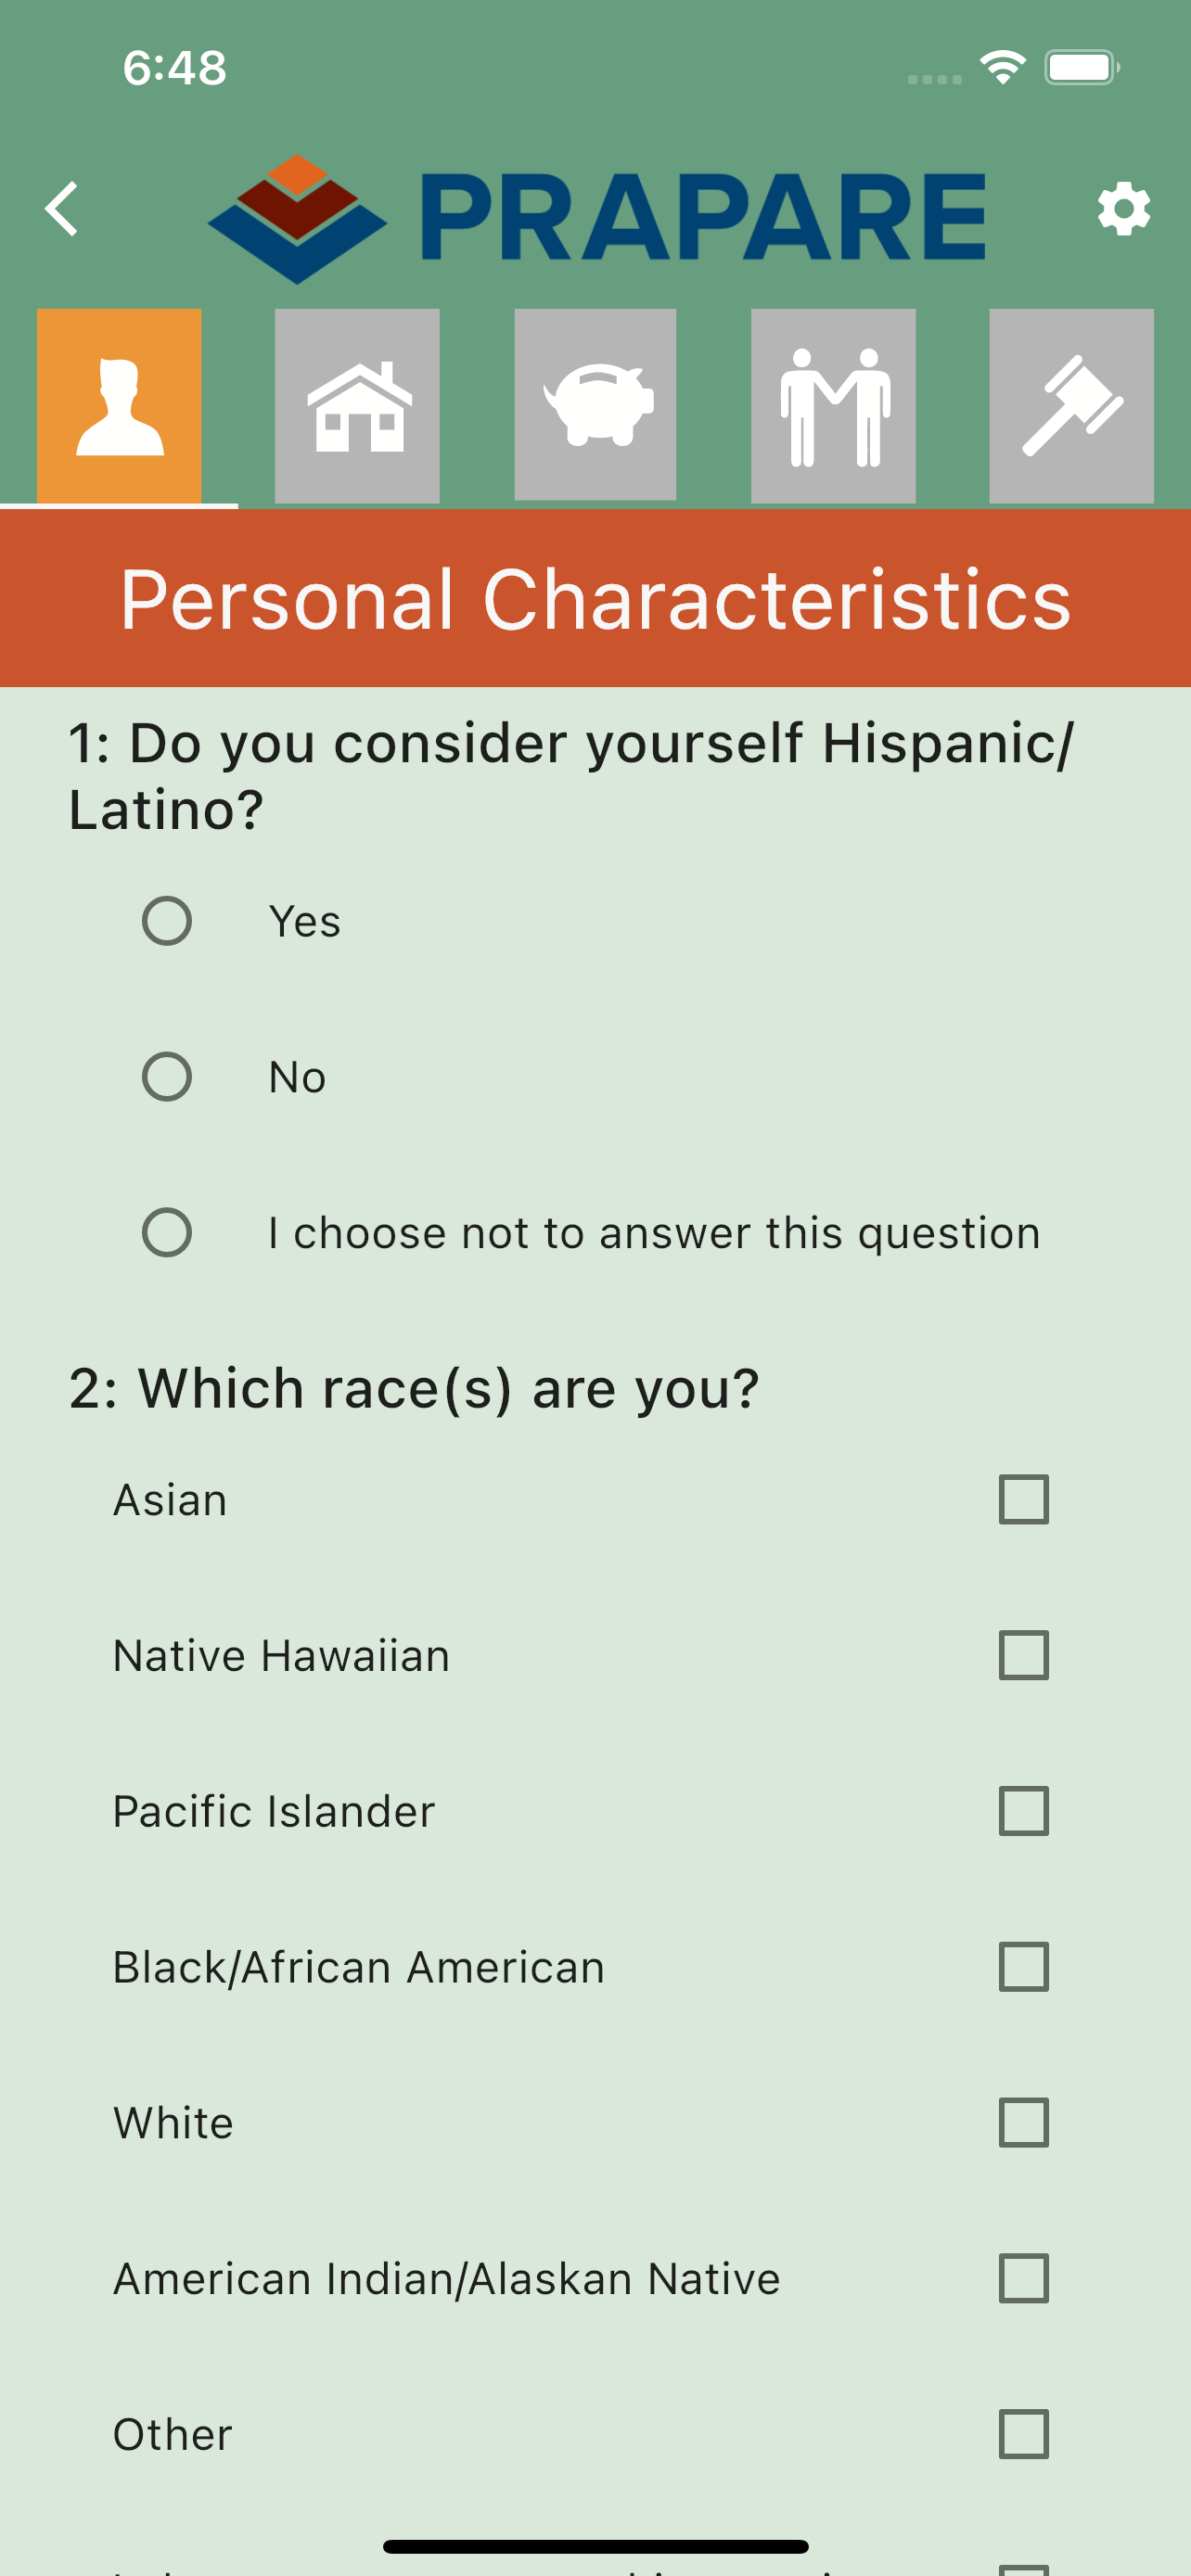 6:48
PRAPARE
Personal Characteristics
1: Do you consider yourself Hispanic/
Latino?
Yes
No
I choose not to answer this question
2: Which race(s) are you?
Asian
Native Hawaiian
Pacific Islander
Black/African American
White
American Indian/Alaskan Native
Other